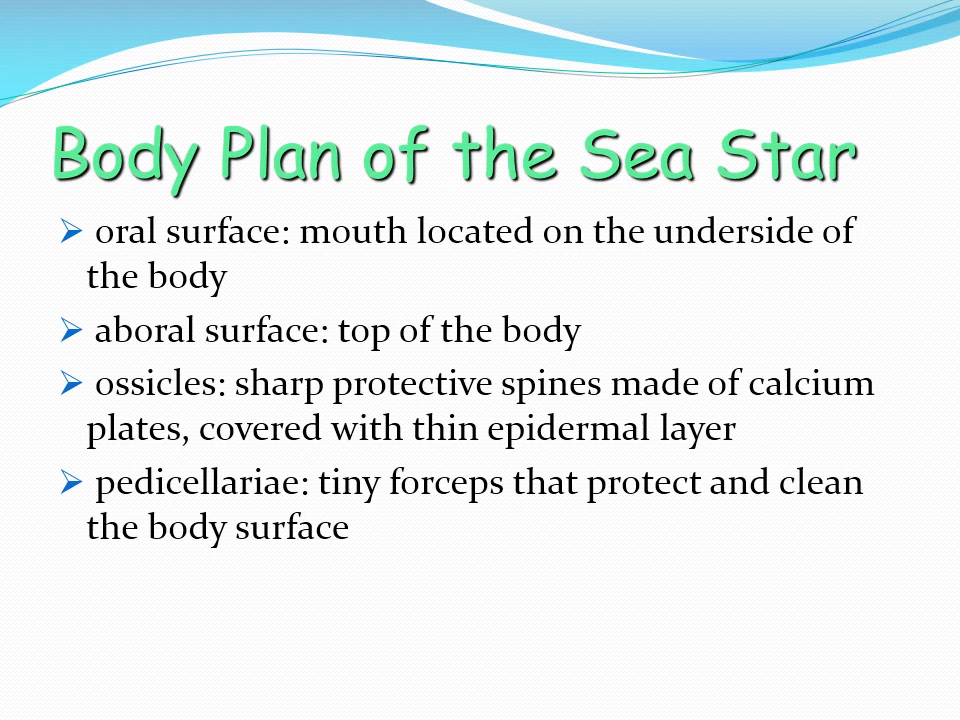 Body Plan of the Sea Star
➢ oral surface: mouth located on the underside of
the body
➢ aboral surface: top of the body
➢ ossicles: sharp protective spines made of calcium
plates, covered with thin epidermal layer
➢ pedicellariae: tiny forceps that protect and clean
the body surface